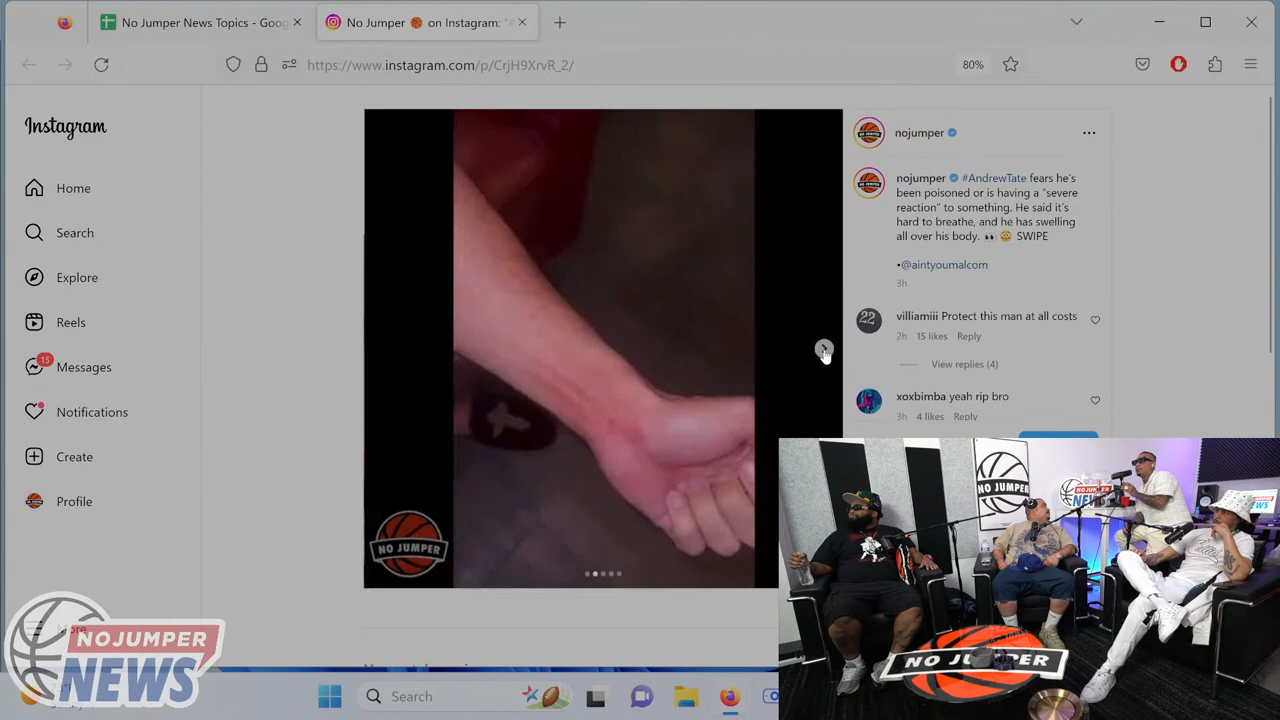 No Jumper News Topics - Goog
No Jumper 🏀 on Instagram: "#
https://www.instagram.com/p/CrjH9XrvR_2/
80%
Instagram
Home
Search
Explore
Reels
15
Messages
Notifications
Create
Profile
nojumper
nojumper #AndrewTate fears he's
been poisoned or is having a "severe
reaction" to something. He said it's
hard to breathe, and he has swelling
all over his body. 👀 😳 SWIPE
•@aintyoumalcom
3h
22
villiamiii Protect this man at all costs
2h 15 likes Reply
View replies (4)
xoxbimba yeah rip bro
3h 4 likes Reply
NO JUMPER
NO JUMPER
NO JUMPER
NEWS
NO JUMPER
NOJUMPER
NEWS
Search